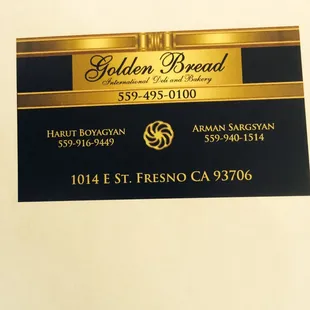 Golden Bread
International Deli and Bakery
559-495-0100
HARUT BOYAGYAN
559-916-9449
ARMAN SARGSYAN
559-940-1514
1014 E ST. FRESNO CA 93706